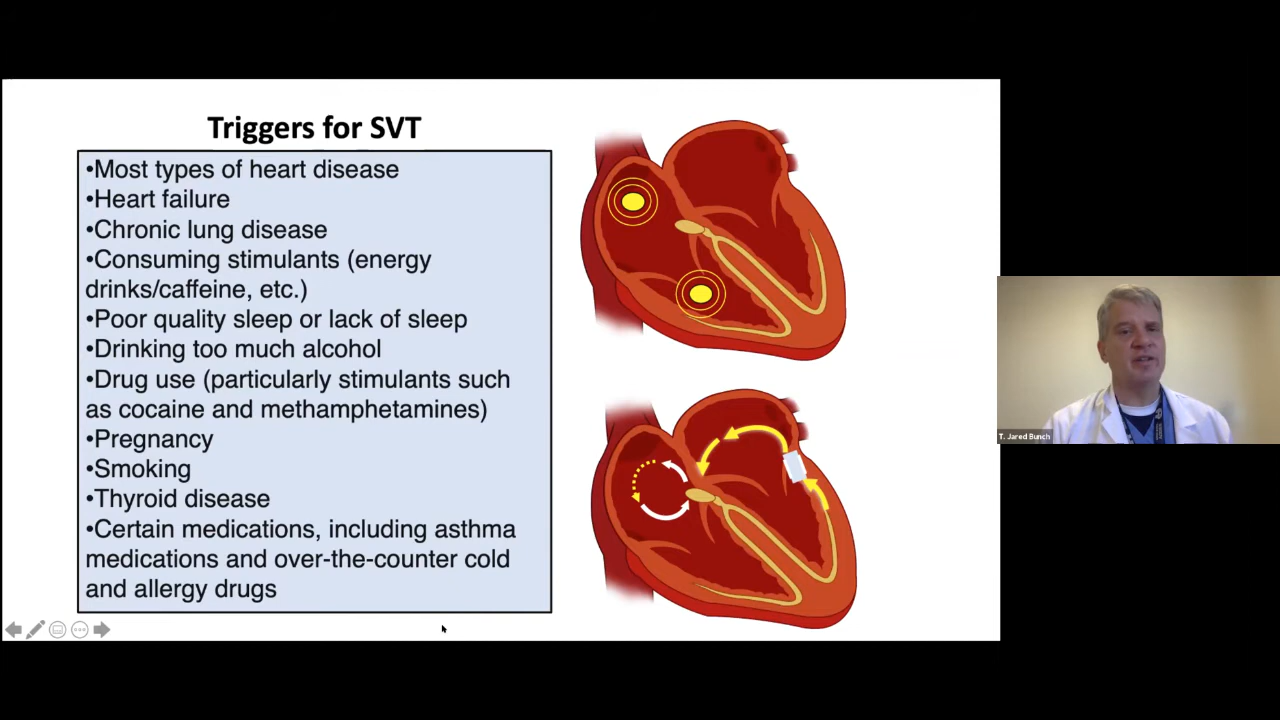 Triggers for SVT
•Most types of heart disease
•Heart failure
•Chronic lung disease
•Consuming stimulants (energy
drinks/caffeine, etc.)
•Poor quality sleep or lack of sleep
•Drinking too much alcohol
•Drug use (particularly stimulants such
as cocaine and methamphetamines)
•Pregnancy
•Smoking
•Thyroid disease
•Certain medications, including asthma
medications and over-the-counter cold
and allergy drugs
T. Jared Bunch